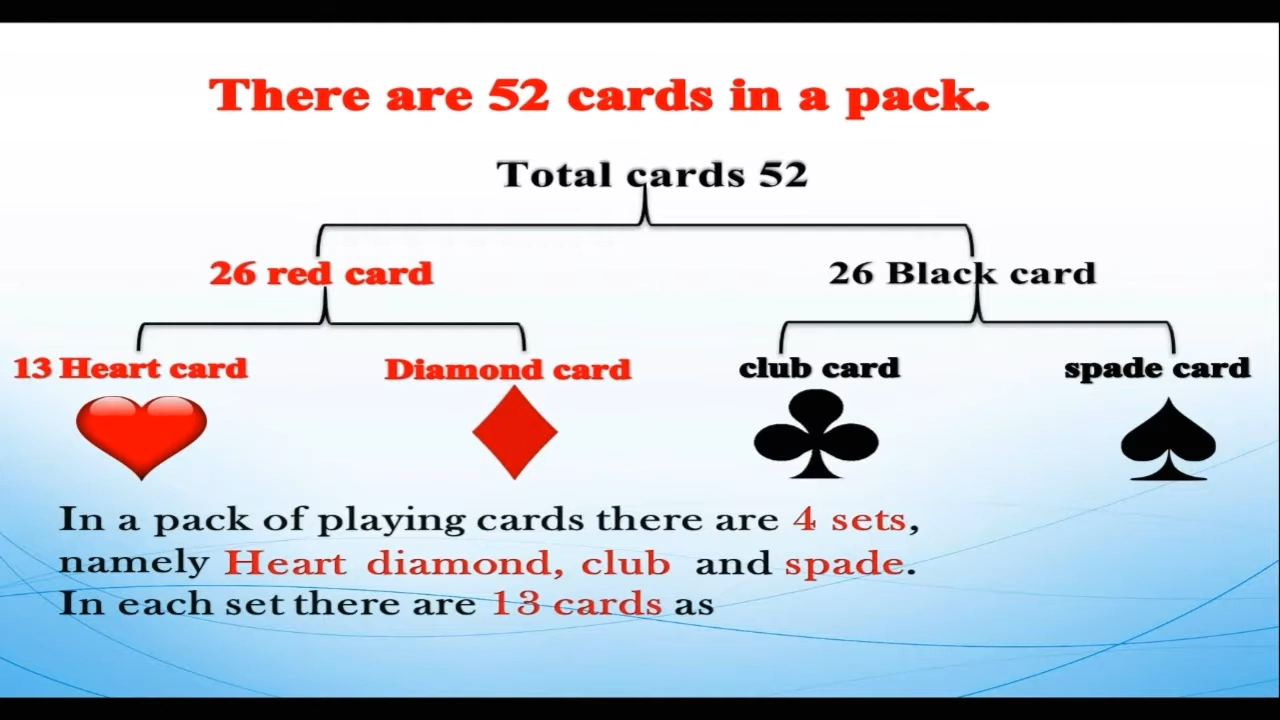 There are 52 cards in a pack.
Total cards 52
26 red card
26 Black card
13 Heart card
Diamond card
club card
spade card
In a pack of playing cards there are 4 sets,
namely Heart diamond, club and spade.
In each set there are 13 cards as